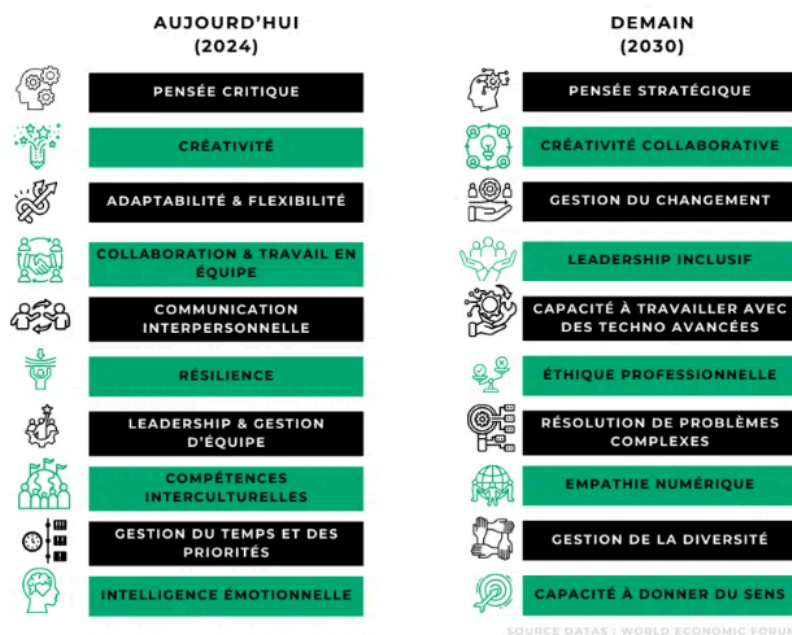 AUJOURD'HUI
(2024)
PENSÉE CRITIQUE
CRÉATIVITÉ
ADAPTABILITÉ & FLEXIBILITÉ
COLLABORATION & TRAVAIL EN
ÉQUIPE
COMMUNICATION
INTERPERSONNELLE
RÉSILIENCE
LEADERSHIP & GESTION
D'ÉQUIPE
COMPÉTENCES
INTERCULTURELLES
GESTION DU TEMPS ET DES
PRIORITÉS
INTELLIGENCE ÉMOTIONNELLE
DEMAIN
(2030)
PENSÉE STRATÉGIQUE
CRÉATIVITÉ COLLABORATIVE
GESTION DU CHANGEMENT
LEADERSHIP INCLUSIF
CAPACITÉ À TRAVAILLER AVEC
DES TECHNO AVANCÉES
ÉTHIQUE PROFESSIONNELLE
RÉSOLUTION DE PROBLÈMES
COMPLEXES
EMPATHIE NUMÉRIQUE
GESTION DE LA DIVERSITÉ
CAPACITÉ À DONNER DU SENS
SOURCE DATAS : WORLD ECONOMIC FORUM